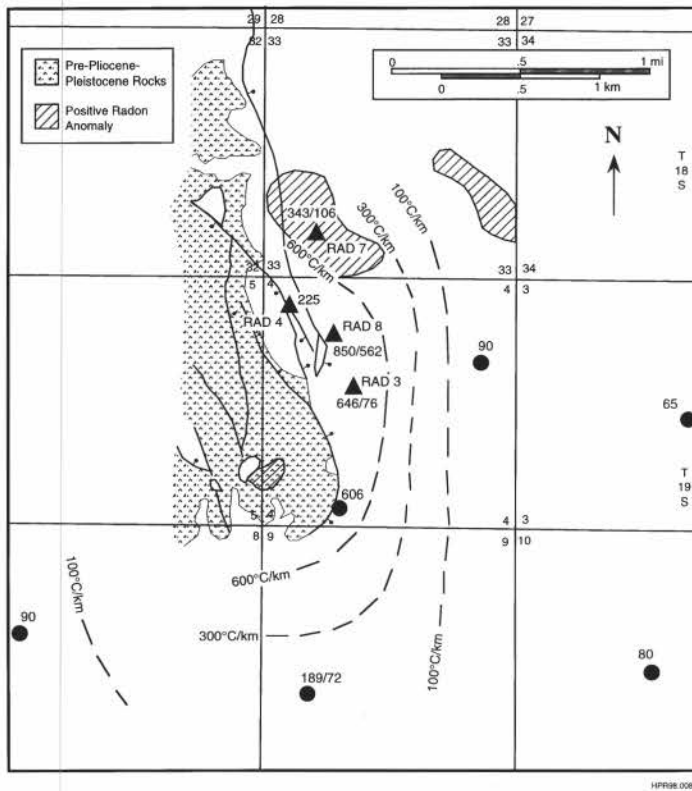 29 28
28 27
32 33
33 34
Pre-Pliocene-
Pleistocene Rocks
Positive Radon
Anomaly
0 .5 1 mi
0 .5 1 km
N
T
18
S
343/106
RAD 7
300°C/km
100°C/km
600°C/km
32 33
33 34
5 4
4 3
225
RAD 4
RAD 8
850/562
90
RAD 3
646/76
65
T
19
S
606
5 4
4 3
8 9
9 10
100°C/km
600°C/km
300°C/km
100°C/km
90
80
189/72
HPR98.008